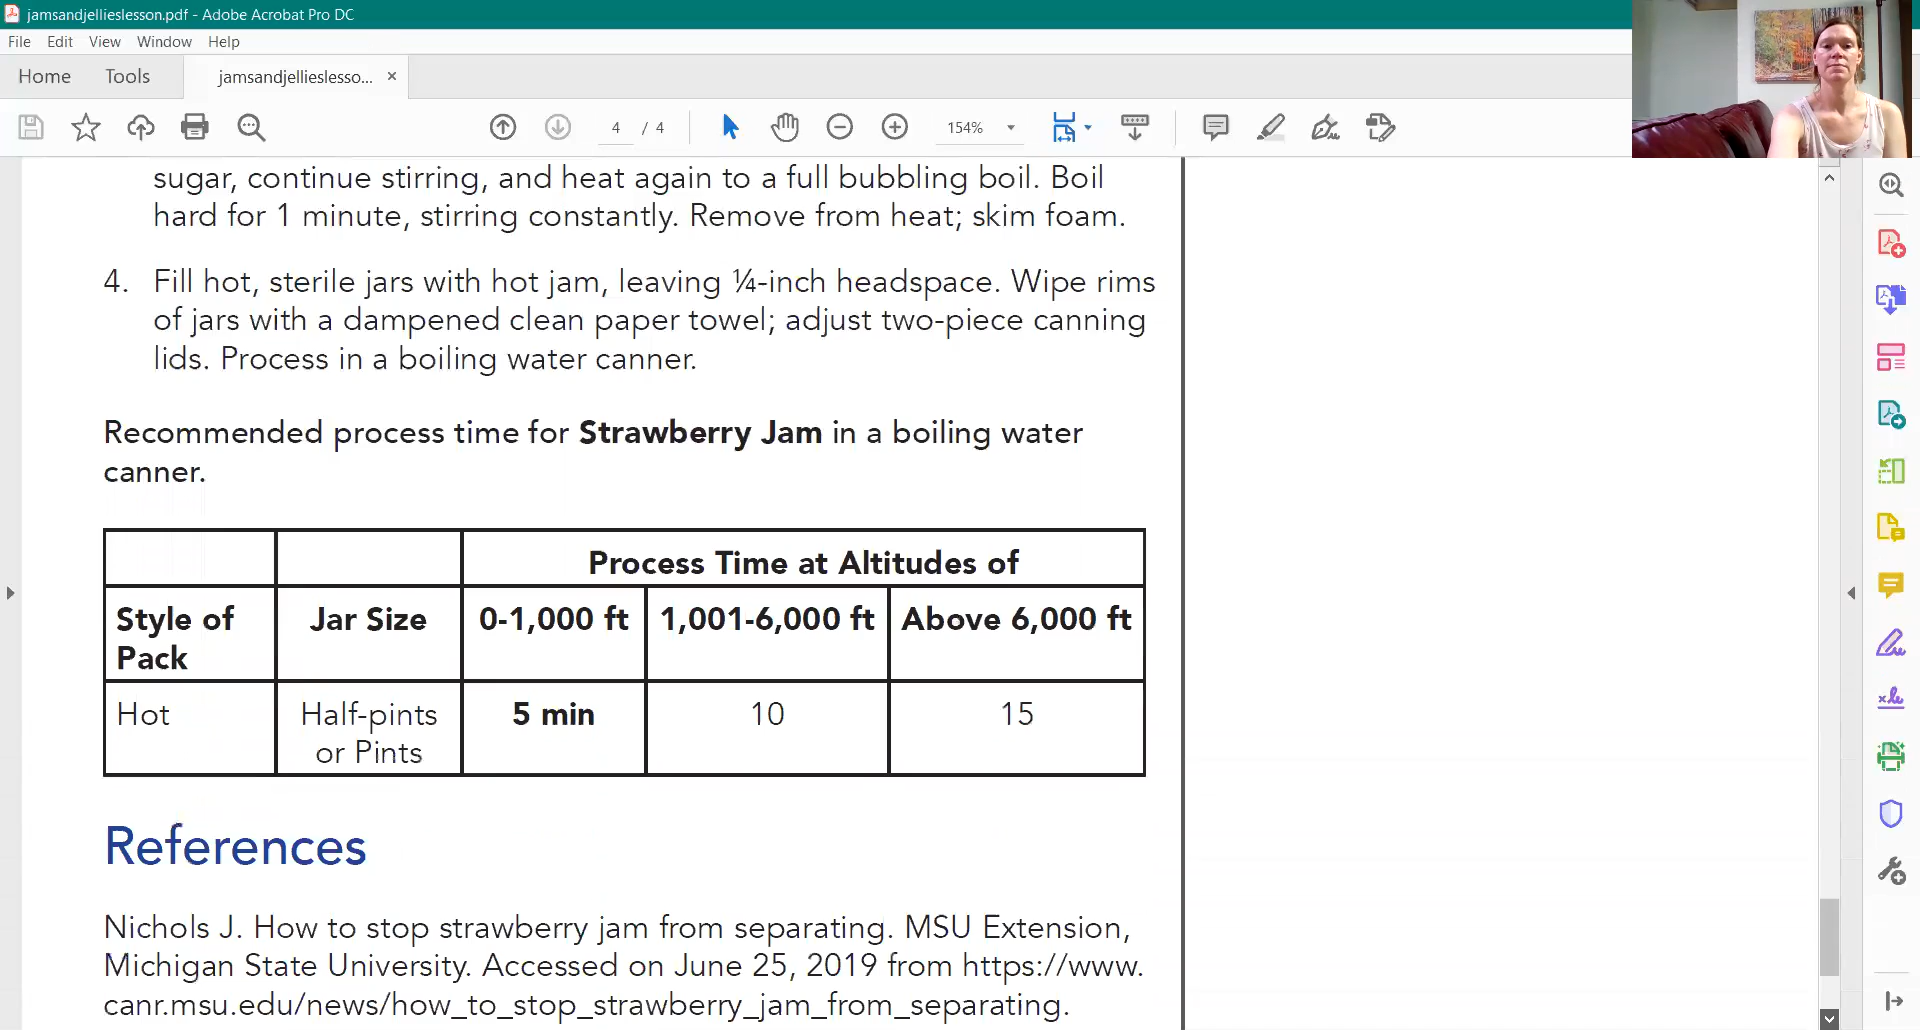 jamsandjellieslesson.pdf - Adobe Acrobat Pro DC
File Edit View Window Help
Home Tools jamsandjellieslesso... ×
4 / 4 154%
sugar, continue stirring, and heat again to a full bubbling boil. Boil
hard for 1 minute, stirring constantly. Remove from heat; skim foam.
4. Fill hot, sterile jars with hot jam, leaving ¼-inch headspace. Wipe rims
of jars with a dampened clean paper towel; adjust two-piece canning
lids. Process in a boiling water canner.
Recommended process time for Strawberry Jam in a boiling water
canner.
Process Time at Altitudes of
Style of Pack Jar Size 0-1,000 ft 1,001-6,000 ft Above 6,000 ft
Hot Half-pints or Pints 5 min 10 15
References
Nichols J. How to stop strawberry jam from separating. MSU Extension,
Michigan State University. Accessed on June 25, 2019 from https://www.
canr.msu.edu/news/how_to_stop_strawberry_jam_from_separating.